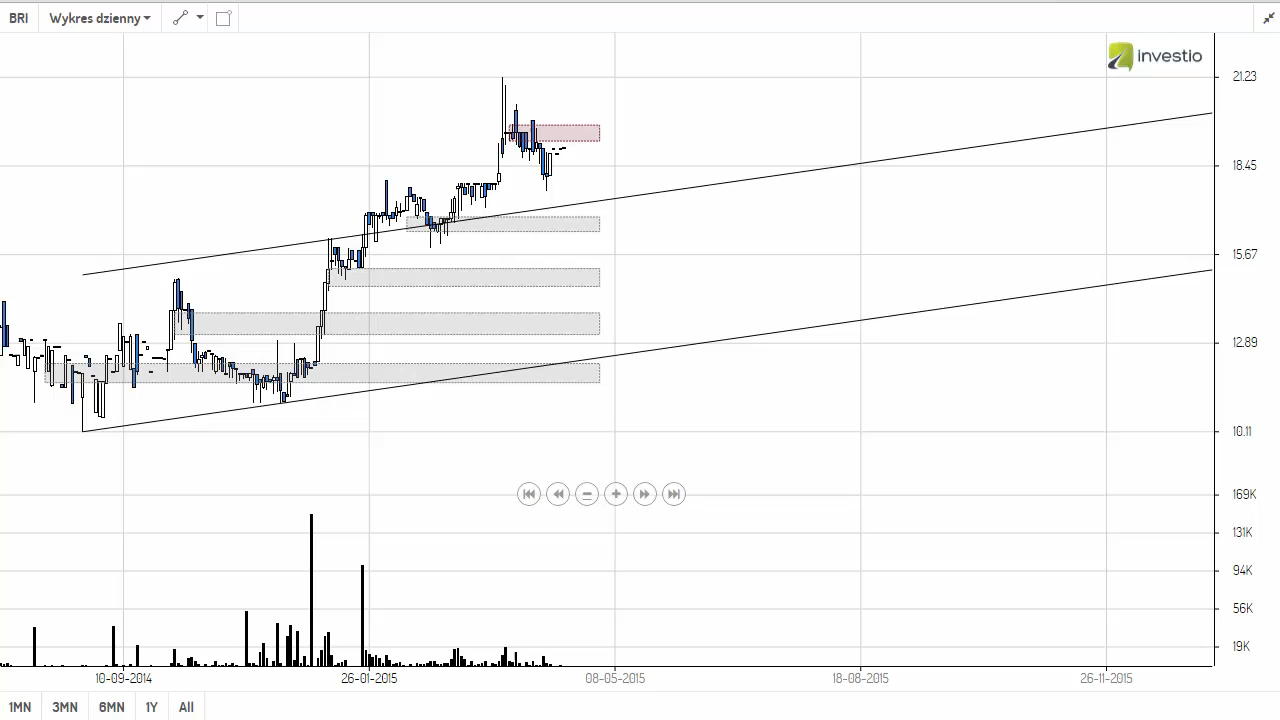 BRI Wykres dzienny
investio
21.23
18.45
15.67
12.89
10.11
169K
131K
94K
56K
19K
10-09-2014 26-01-2015 08-05-2015 18-08-2015 26-11-2015
1MN 3MN 6MN 1Y All